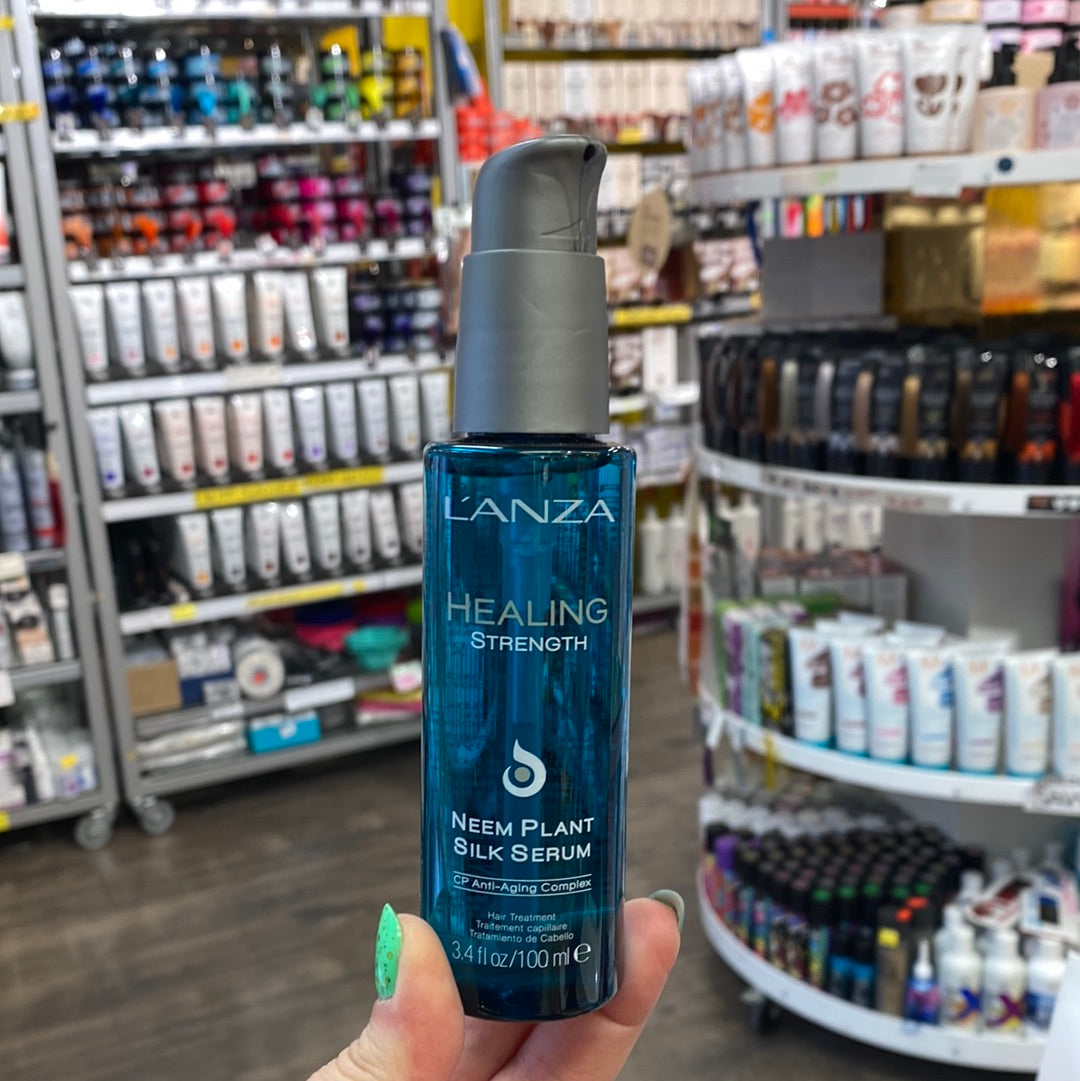 L'ANZA
HEALING
STRENGTH
NEEM PLANT
SILK SERUM
CP Anti-Aging Complex
Hair Treatment
Traitement capillaire
Tratamiento de Cabello
3.4 fl oz/100 ml e